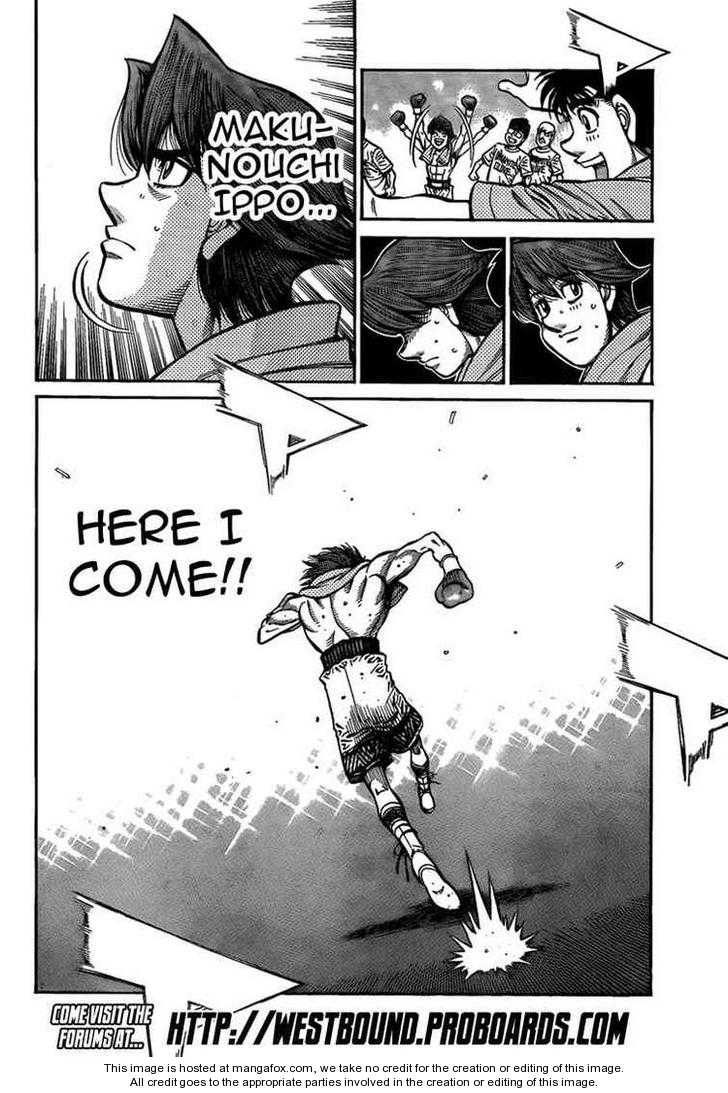 MAKU-
NOUCHI
IPPO...
HERE I
COME!!
COME VISIT THE
FORUMS AT...
HTTP://WESTBOUND.PROBOARDS.COM
This image is hosted at mangafox.com, we take no credit for the creation or editing of this image.
All credit goes to the appropriate parties involved in the creation or editing of this image.